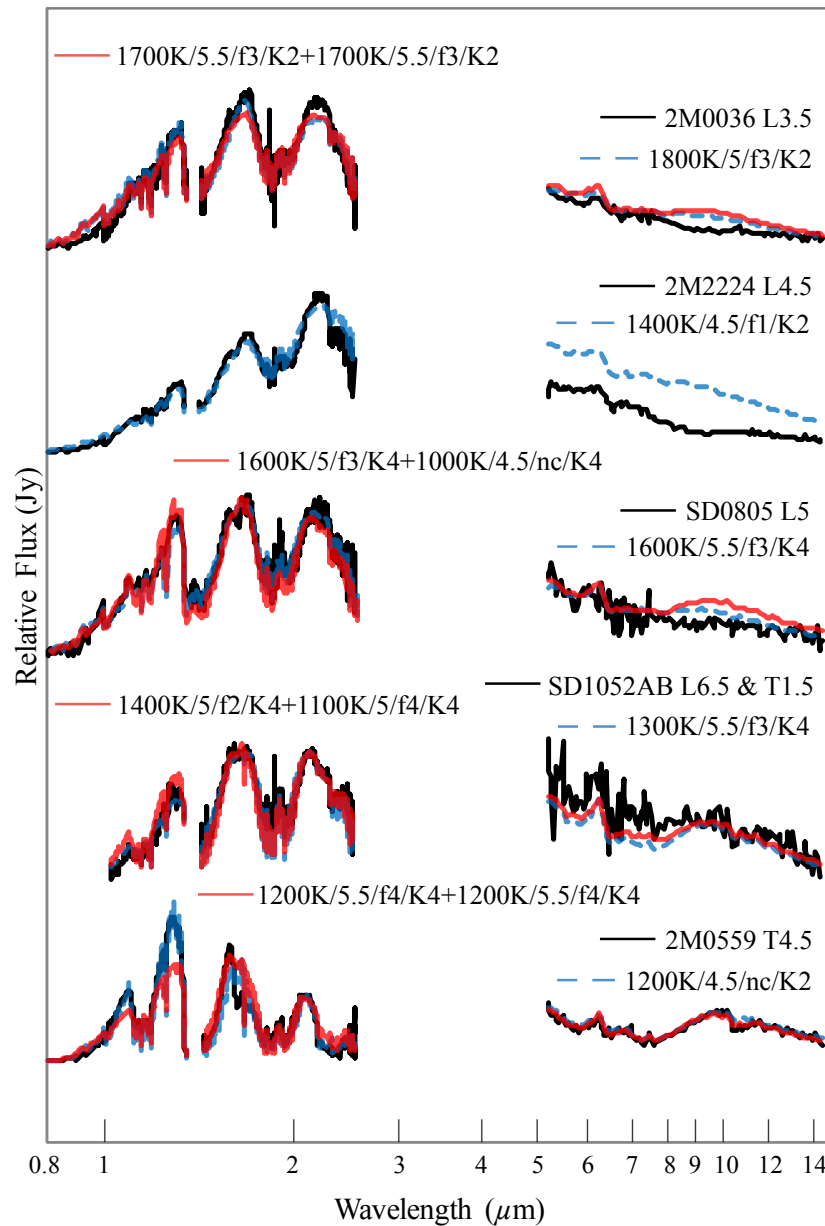 1700K/5.5/f3/K2+1700K/5.5/f3/K2
2M0036 L3.5
1800K/5/f3/K2
2M2224 L4.5
1400K/4.5/f1/K2
1600K/5/f3/K4+1000K/4.5/nc/K4
SD0805 L5
1600K/5.5/f3/K4
SD1052AB L6.5 & T1.5
1400K/5/f2/K4+1100K/5/f4/K4
1300K/5.5/f3/K4
1200K/5.5/f4/K4+1200K/5.5/f4/K4
2M0559 T4.5
1200K/4.5/nc/K2
Relative Flux (Jy)
0.8 1 2 3 4 5 6 7 8 9 10 12 14
Wavelength (μm)